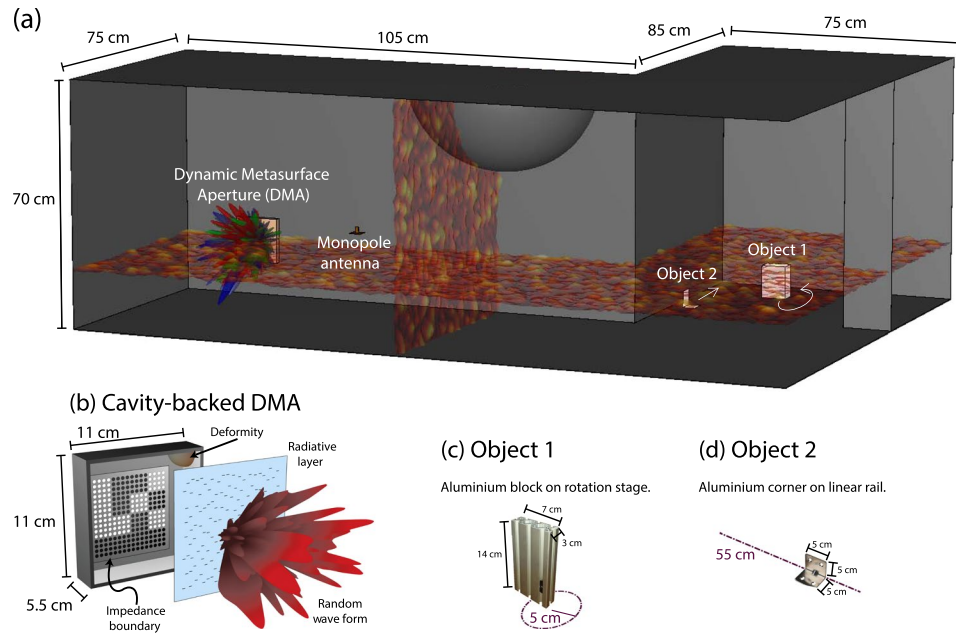 (a)
75 cm
105 cm
85 cm
75 cm
70 cm
Dynamic Metasurface
Aperture (DMA)
Monopole
antenna
Object 2
Object 1
(b) Cavity-backed DMA
11 cm
Deformity
Radiative
layer
11 cm
5.5 cm
Impedance
boundary
Random
wave form
(c) Object 1
Aluminium block on rotation stage.
7 cm
3 cm
14 cm
5 cm
(d) Object 2
Aluminium corner on linear rail.
55 cm
5 cm
5 cm
5 cm